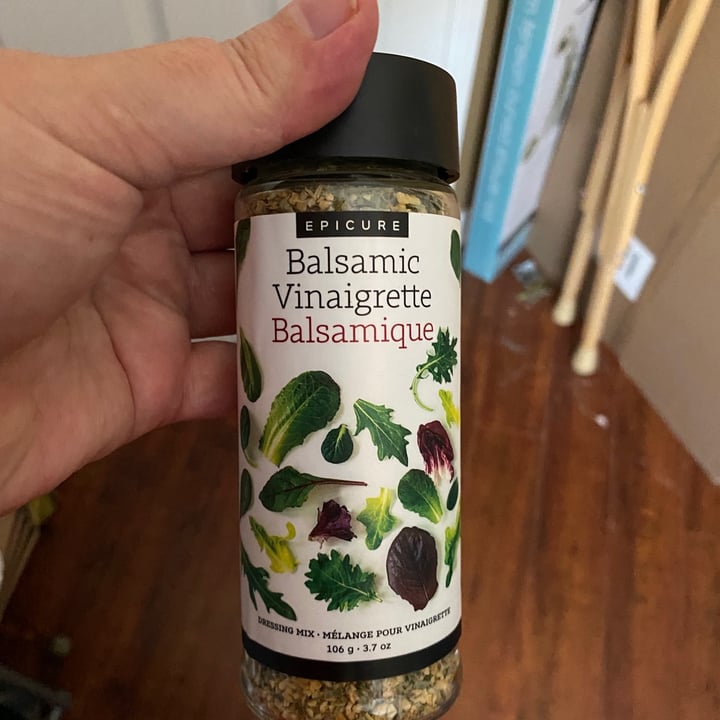 EPICURE
Balsamic
Vinaigrette
Balsamique
DRESSING MIX • MÉLANGE POUR VINAIGRETTE
106 g • 3.7 oz